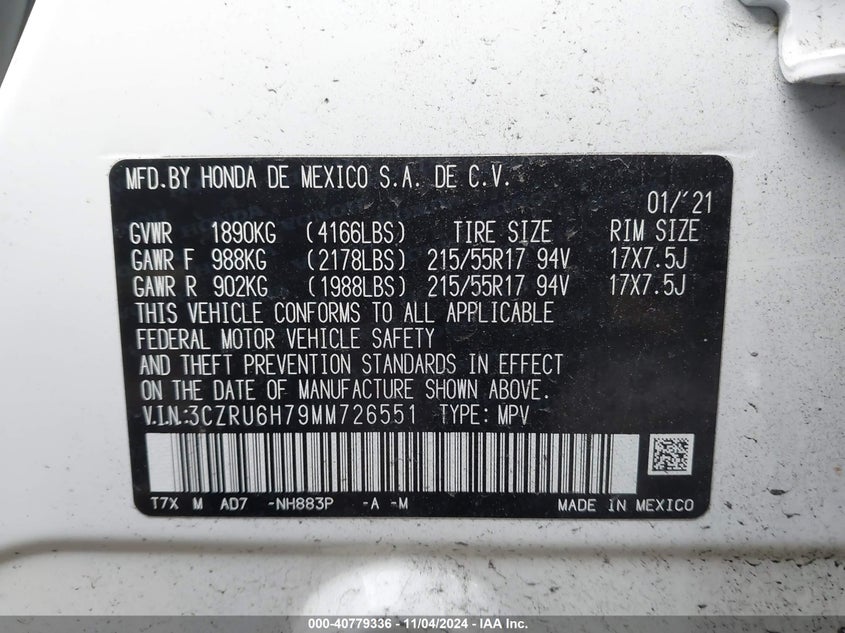 MFD.BY HONDA DE MEXICO S.A. DE C.V.
01/'21
GVWR 1890KG (4166LBS) TIRE SIZE RIM SIZE
GAWR F 988KG (2178LBS) 215/55R17 94V 17X7.5J
GAWR R 902KG (1988LBS) 215/55R17 94V 17X7.5J
THIS VEHICLE CONFORMS TO ALL APPLICABLE
FEDERAL MOTOR VEHICLE SAFETY
AND THEFT PREVENTION STANDARDS IN EFFECT
ON THE DATE OF MANUFACTURE SHOWN ABOVE.
V.I.N.:3CZRU6H79MM726551 TYPE: MPV
T7X M AD7 -NH883P -A -M MADE IN MEXICO
000-40779336 - 11/04/2024 - IAAI.com